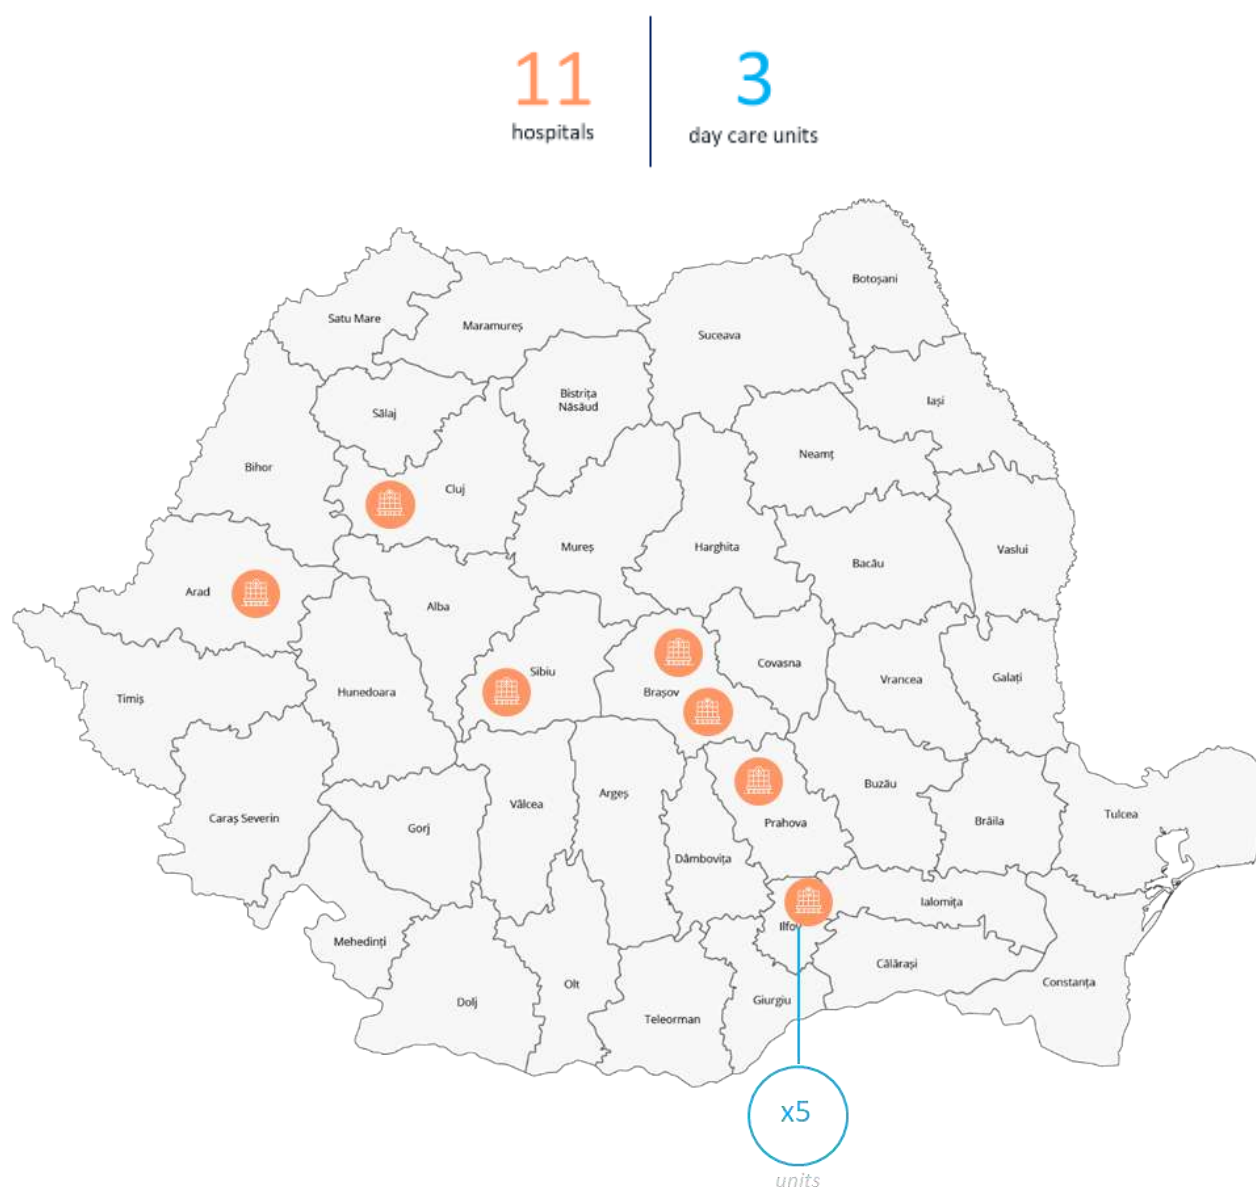 11
hospitals
3
day care units
Botoșani
Satu Mare
Maramureș
Suceava
Bistrița
Năsăud
Iași
Sălaj
Neamț
Bihor
Cluj
Mureș
Harghita
Vaslui
Bacău
Arad
Alba
Covasna
Sibiu
Galați
Vrancea
Brașov
Hunedoara
Timiș
Buzău
Argeș
Vâlcea
Tulcea
Caraș Severin
Brăila
Prahova
Gorj
Dâmbovița
Ialomița
Ilfov
Mehedinți
Călărași
Constanța
Olt
Giurgiu
Dolj
Teleorman
x5
units